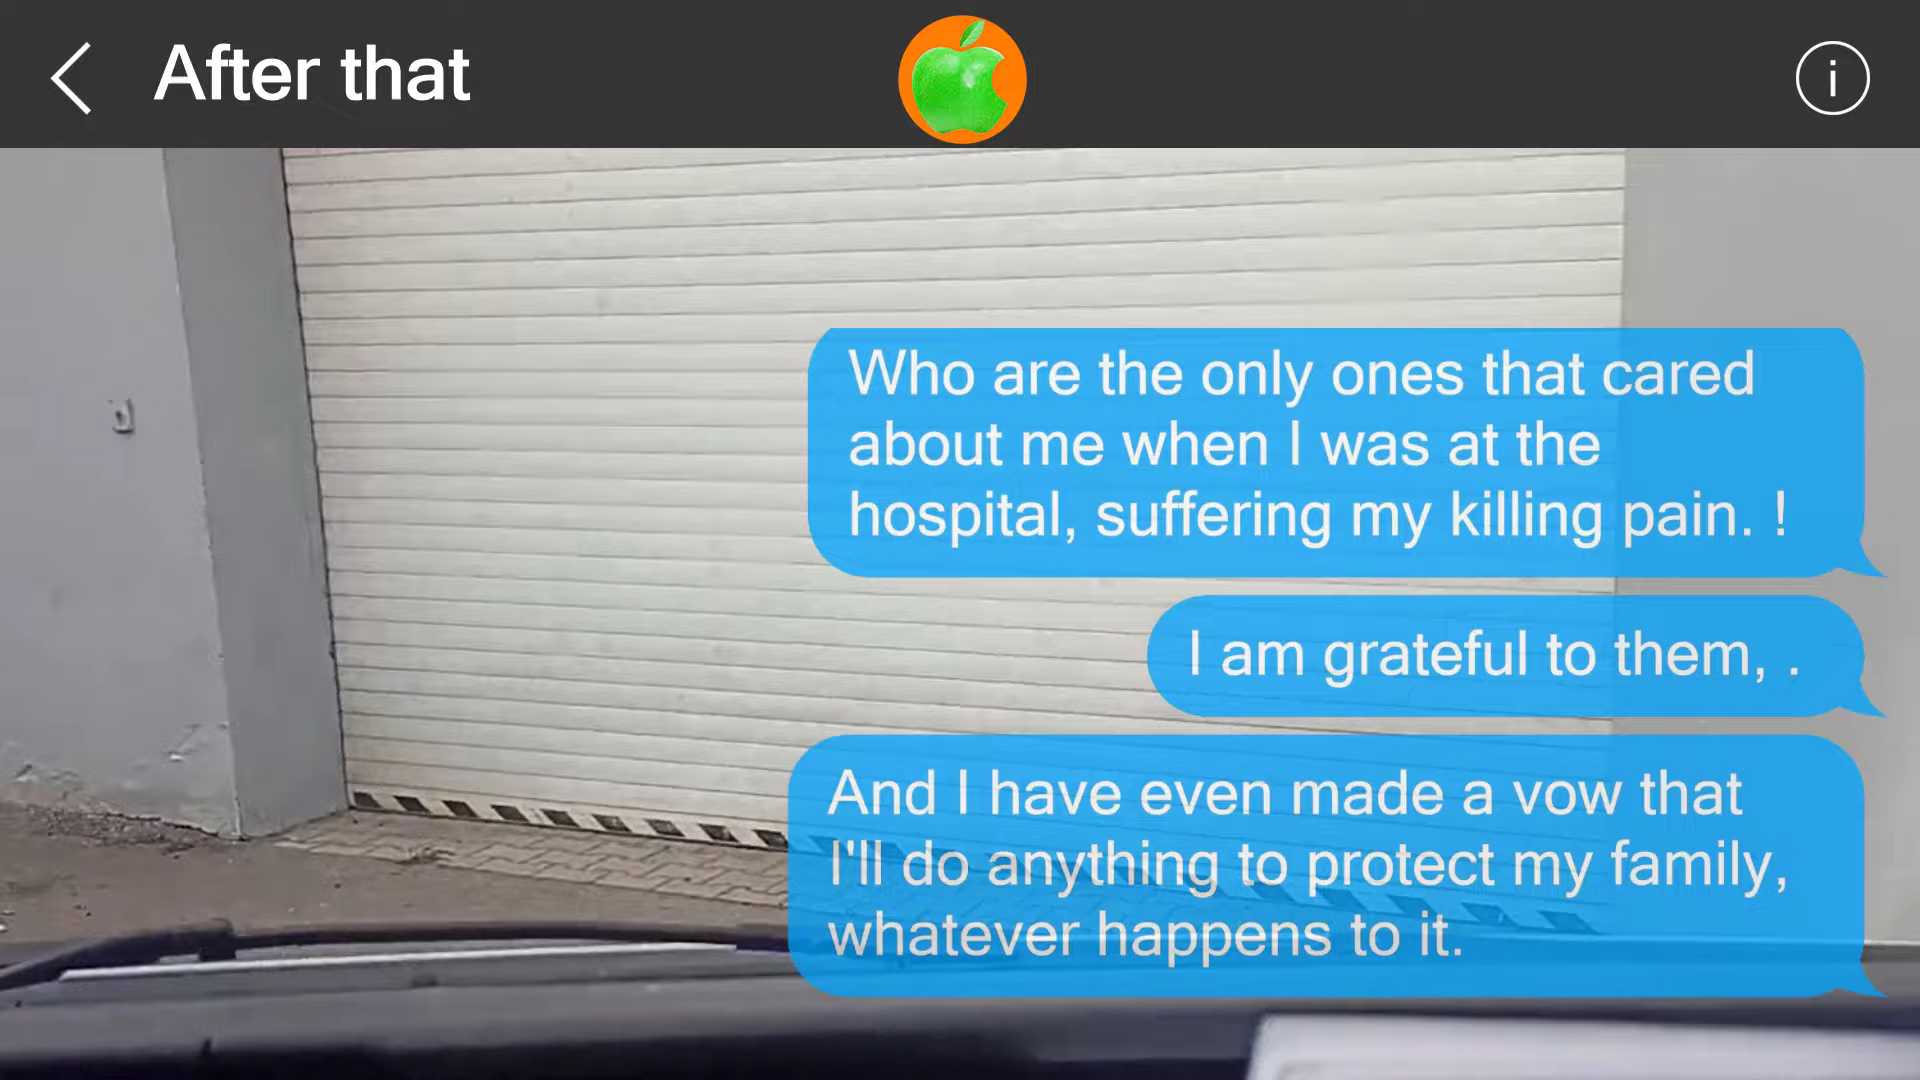 After that
i
Who are the only ones that cared
about me when I was at the
hospital, suffering my killing pain. !
I am grateful to them, .
And I have even made a vow that
I'll do anything to protect my family,
whatever happens to it.